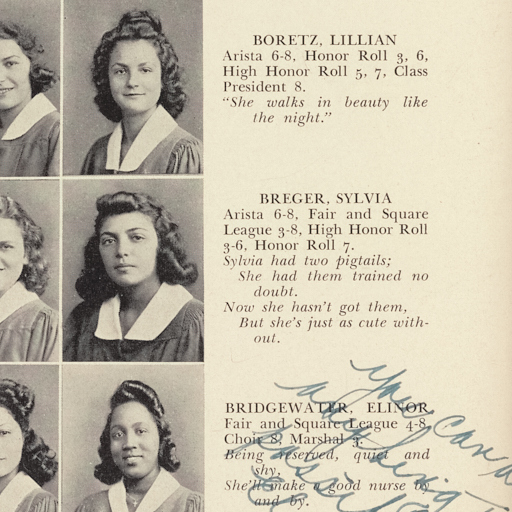 BORETZ, LILLIAN
Arista 6-8, Honor Roll 3, 6,
High Honor Roll 5, 7, Class
President 8.
"She walks in beauty like
the night."
BREGER, SYLVIA
Arista 6-8, Fair and Square
League 3-8, High Honor Roll
3-6, Honor Roll 7.
Sylvia had two pigtails;
She had them trained no
doubt.
Now she hasn't got them,
But she's just as cute with-
out.
BRIDGEWATER, ELINOR
Fair and Square League 4-8,
Choir 8, Marshal 3.
Being reserved, quiet and
shy,
She'll make a good nurse by
and by.
you can